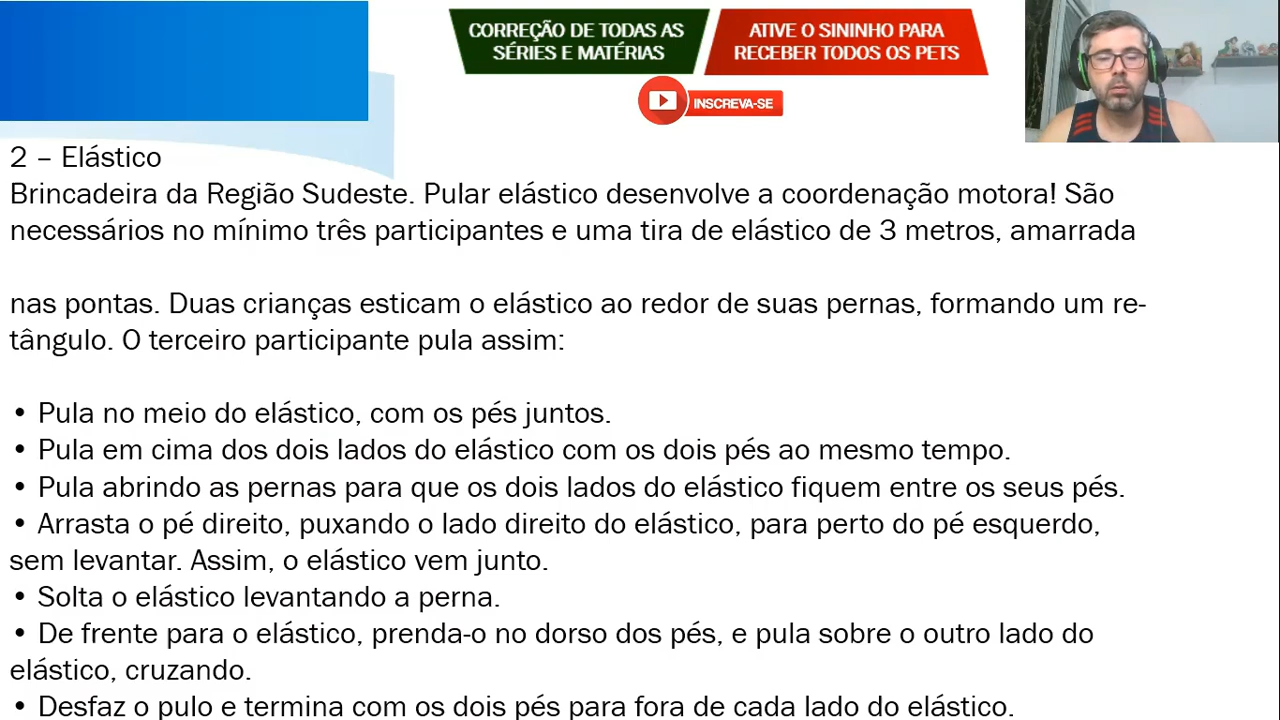 CORREÇÃO DE TODAS AS
SÉRIES E MATÉRIAS
ATIVE O SININHO PARA
RECEBER TODOS OS PETS
INSCREVA-SE
2 – Elástico
Brincadeira da Região Sudeste. Pular elástico desenvolve a coordenação motora! São
necessários no mínimo três participantes e uma tira de elástico de 3 metros, amarrada
nas pontas. Duas crianças esticam o elástico ao redor de suas pernas, formando um re-
tângulo. O terceiro participante pula assim:
• Pula no meio do elástico, com os pés juntos.
• Pula em cima dos dois lados do elástico com os dois pés ao mesmo tempo.
• Pula abrindo as pernas para que os dois lados do elástico fiquem entre os seus pés.
• Arrasta o pé direito, puxando o lado direito do elástico, para perto do pé esquerdo,
sem levantar. Assim, o elástico vem junto.
• Solta o elástico levantando a perna.
• De frente para o elástico, prenda-o no dorso dos pés, e pula sobre o outro lado do
elástico, cruzando.
• Desfaz o pulo e termina com os dois pés para fora de cada lado do elástico.